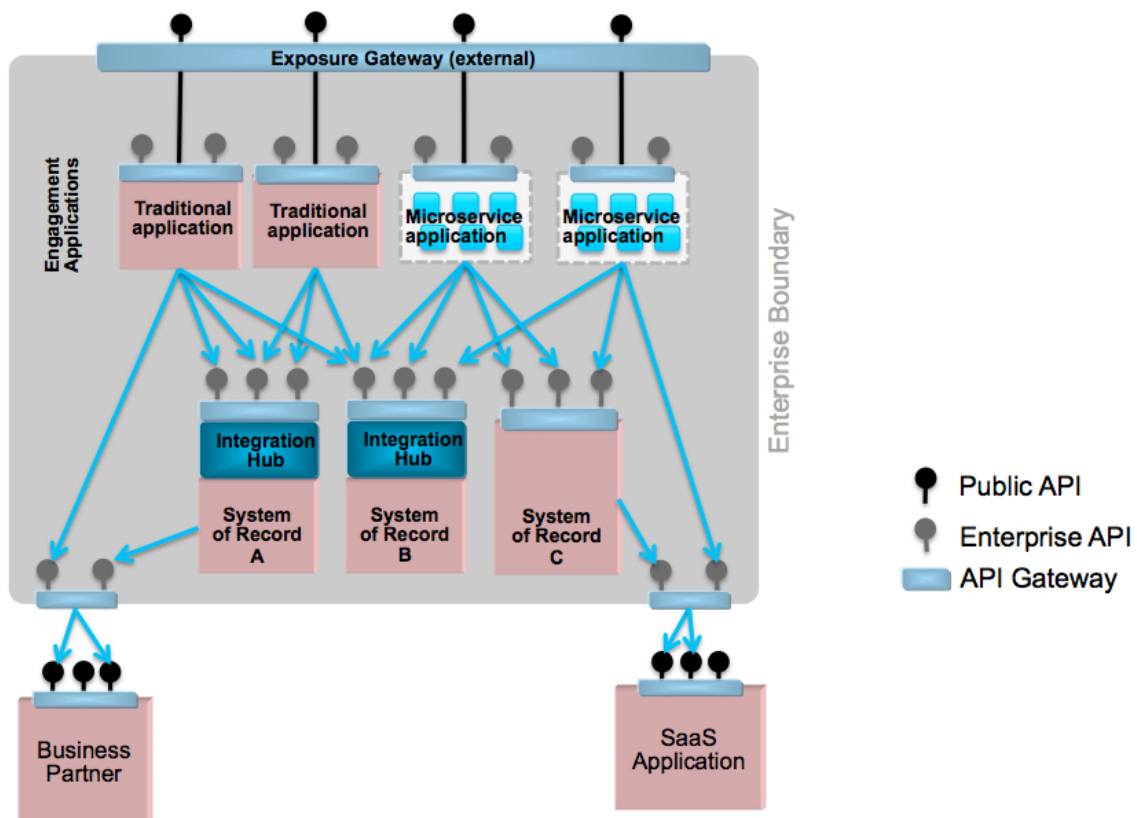 Exposure Gateway (external)
Engagement
Applications
Traditional
application
Traditional
application
Microservice
application
Microservice
application
Enterprise Boundary
Integration
Hub
Integration
Hub
System
of Record
A
System
of Record
B
System
of Record
C
Public API
Enterprise API
API Gateway
Business
Partner
SaaS
Application